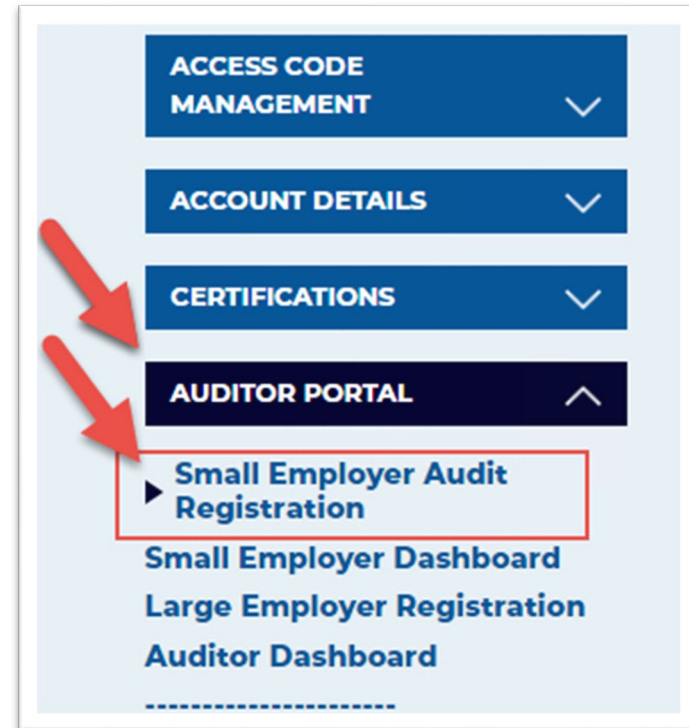 ACCESS CODE
MANAGEMENT
ACCOUNT DETAILS
CERTIFICATIONS
AUDITOR PORTAL
Small Employer Audit
Registration
Small Employer Dashboard
Large Employer Registration
Auditor Dashboard
----------------------